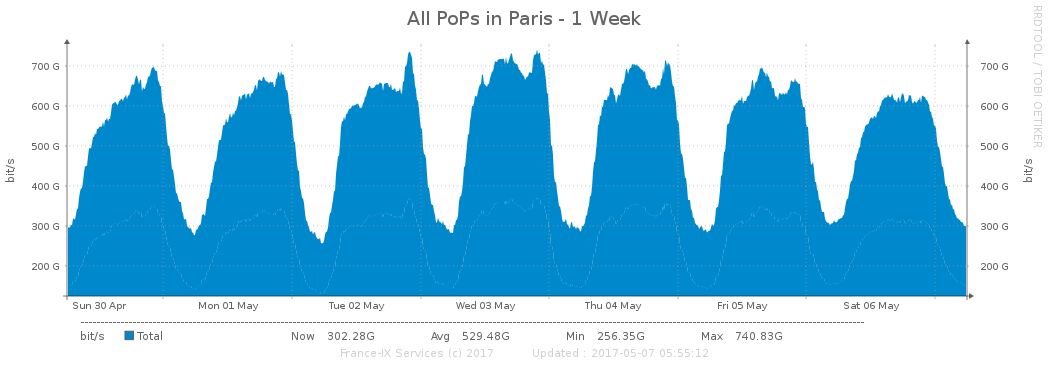 All PoPs in Paris - 1 Week
RRDTOOL / TOBI OETIKER
700 G 700 G
600 G 600 G
500 G 500 G
400 G 400 G
300 G 300 G
200 G 200 G
bit/s bit/s
Sun 30 Apr Mon 01 May Tue 02 May Wed 03 May Thu 04 May Fri 05 May Sat 06 May
bit/s Total Now 302.28G Avg 529.48G Min 256.35G Max 740.83G
France-IX Services (c) 2017 Updated : 2017-05-07 05:55:12